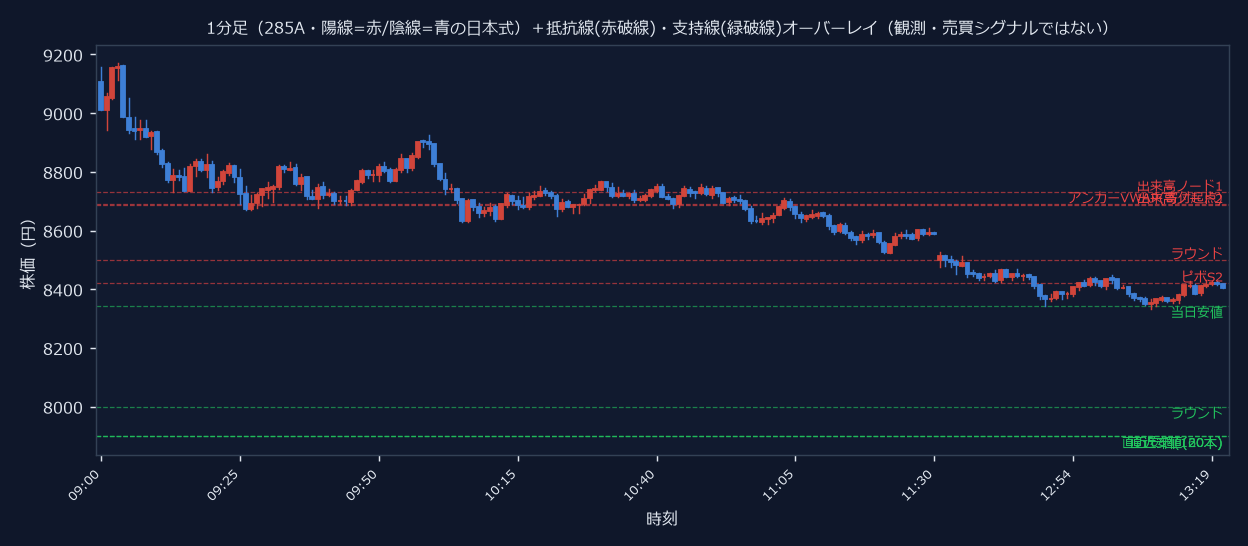 1分足（285A・陽線=赤/陰線=青の日本式）＋抵抗線(赤破線)・支持線(緑破線)オーバーレイ（観測・売買シグナルではない）
株価（円）
9200
9000
8800
8600
8400
8200
8000
出来高ノード1
ラウンド
ピボS2
当日安値
ラウンド
09:00
09:25
09:50
10:15
10:40
11:05
11:30
12:54
13:19
時刻